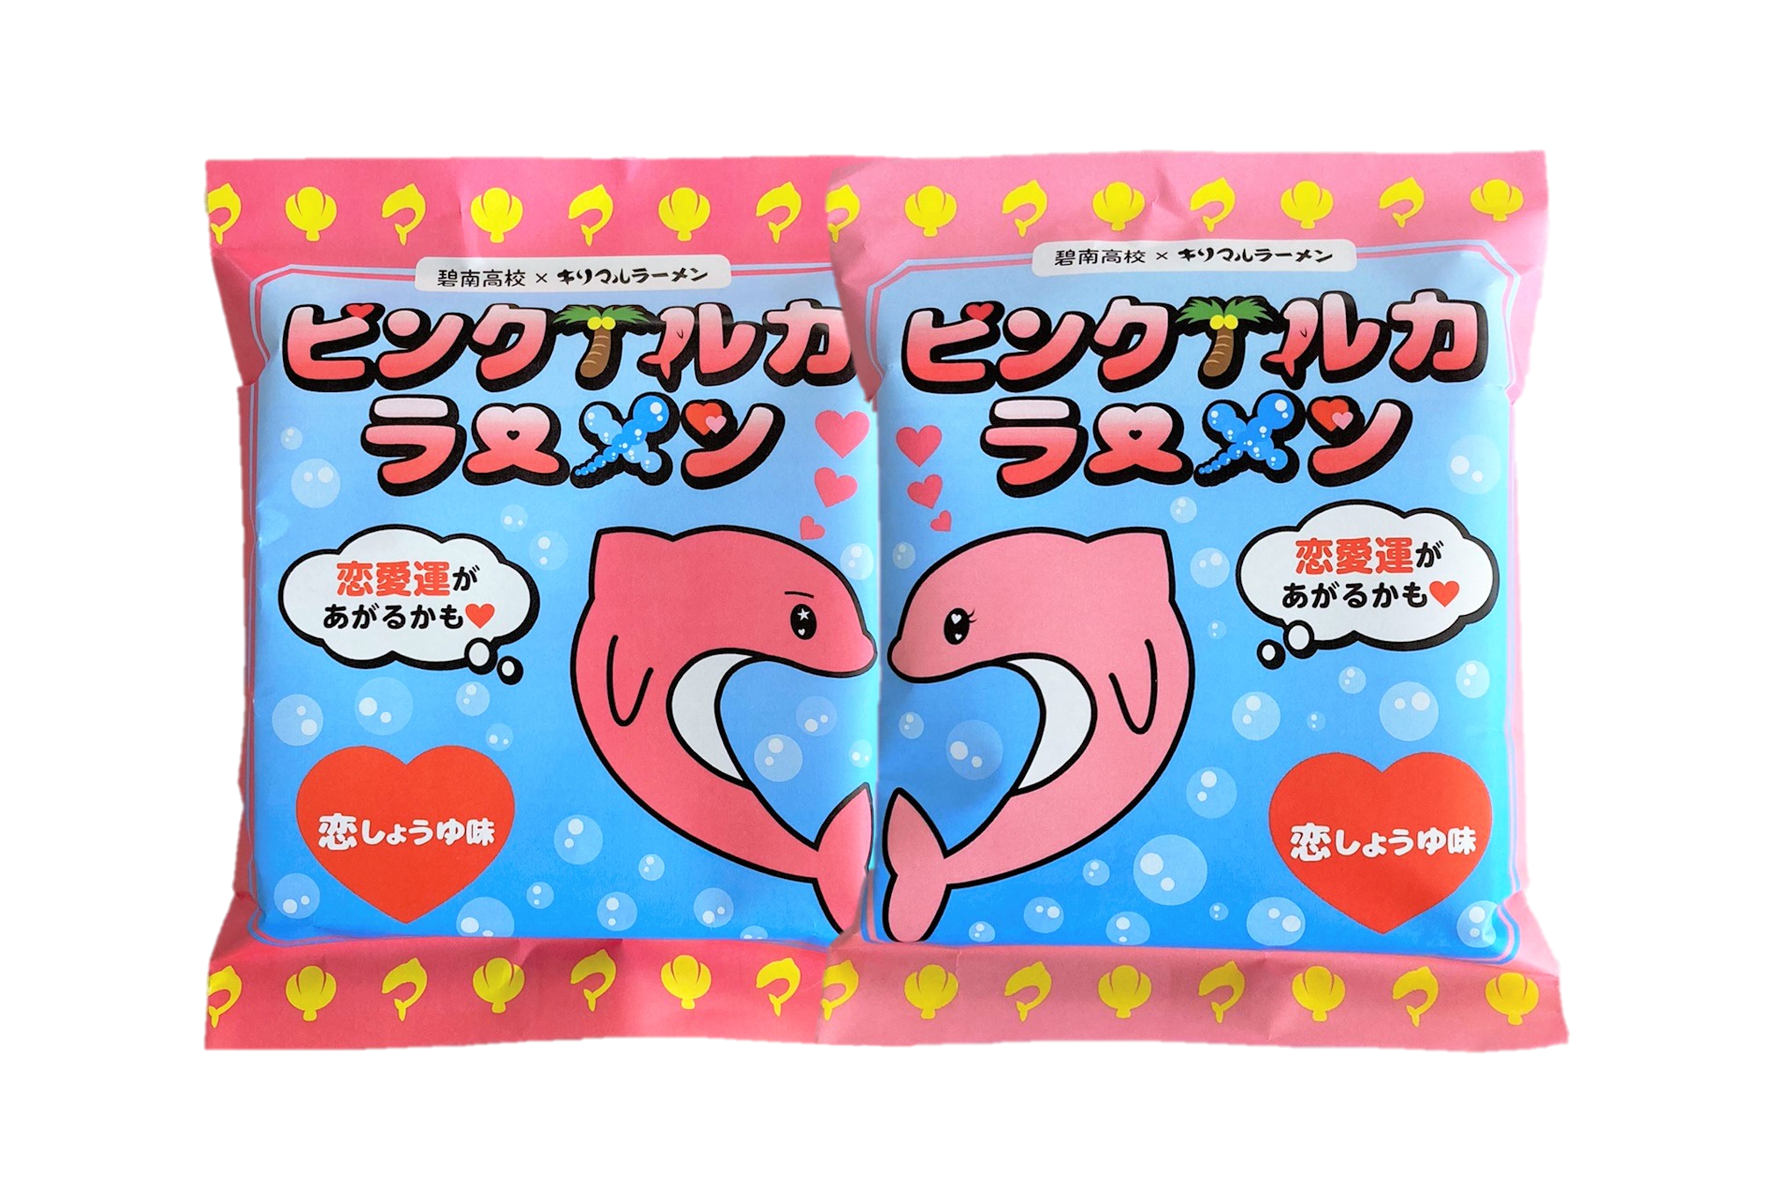 碧南高校×キリマルラーメン
ピンクイルカ
ラーメン
恋愛運が
あがるかも♥
恋しょうゆ味
碧南高校×キリマルラーメン
ピンクイルカ
ラーメン
恋愛運が
あがるかも♥
恋しょうゆ味